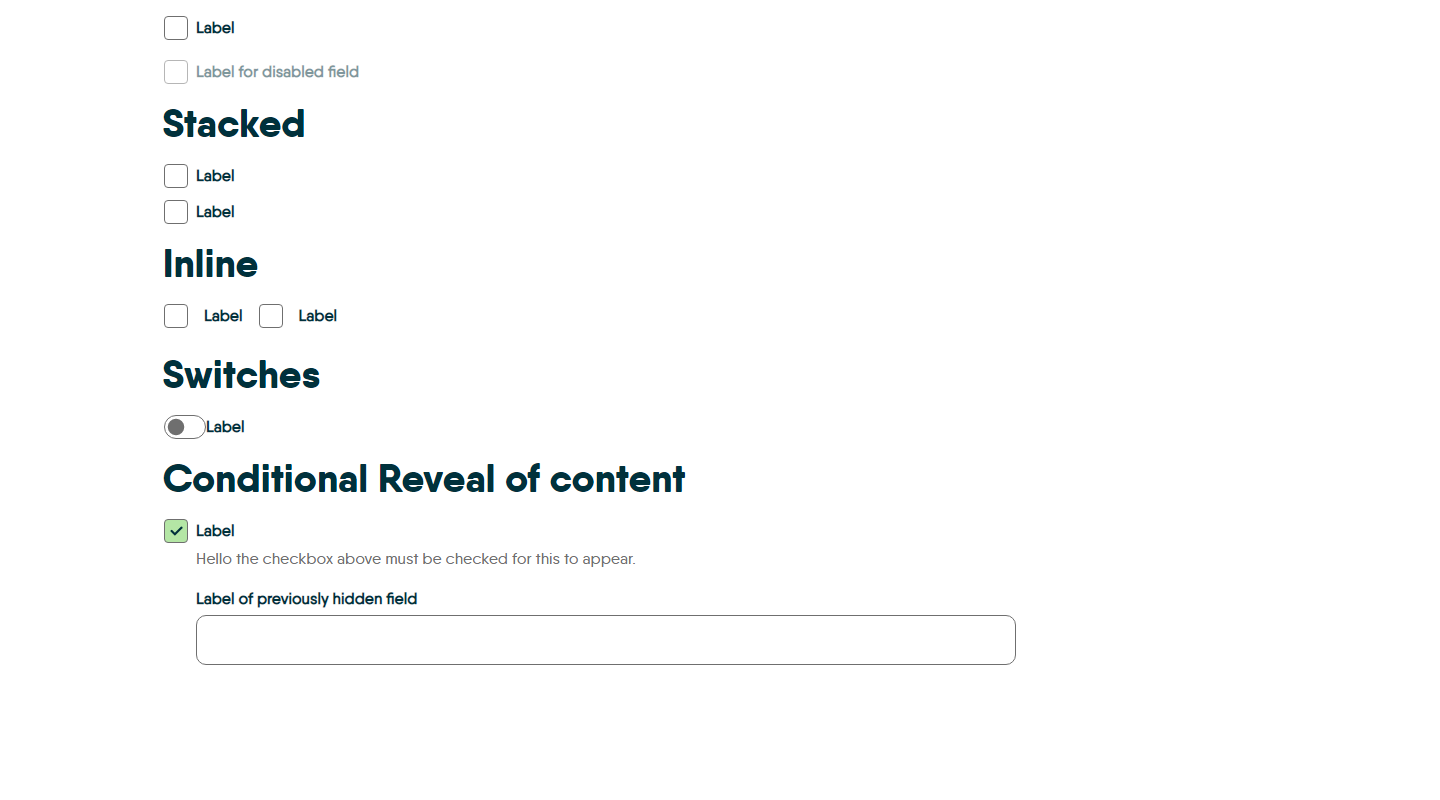 Label
Label for disabled field
Stacked
Label
Label
Inline
Label Label
Switches
Label
Conditional Reveal of content
Label
Hello the checkbox above must be checked for this to appear.
Label of previously hidden field